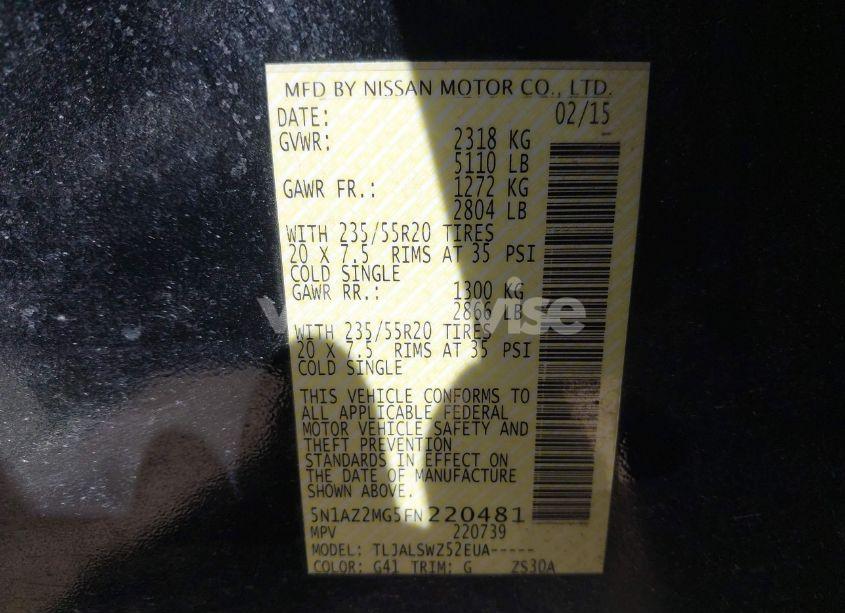 MFD BY NISSAN MOTOR CO., LTD.
DATE: 02/15
GVWR: 2318 KG
5110 LB
GAWR FR.: 1272 KG
2804 LB
WITH 235/55R20 TIRES
20 X 7.5 RIMS AT 35 PSI
COLD SINGLE
GAWR RR.: 1300 KG
2866 LB
WITH 235/55R20 TIRES
20 X 7.5 RIMS AT 35 PSI
COLD SINGLE
THIS VEHICLE CONFORMS TO
ALL APPLICABLE FEDERAL
MOTOR VEHICLE SAFETY AND
THEFT PREVENTION
STANDARDS IN EFFECT ON
THE DATE OF MANUFACTURE
SHOWN ABOVE.
5N1AZ2MG5FN220481
MPV 220739
MODEL: TLJALSWZ52EUA-----
COLOR: G41 TRIM: G ZS30A